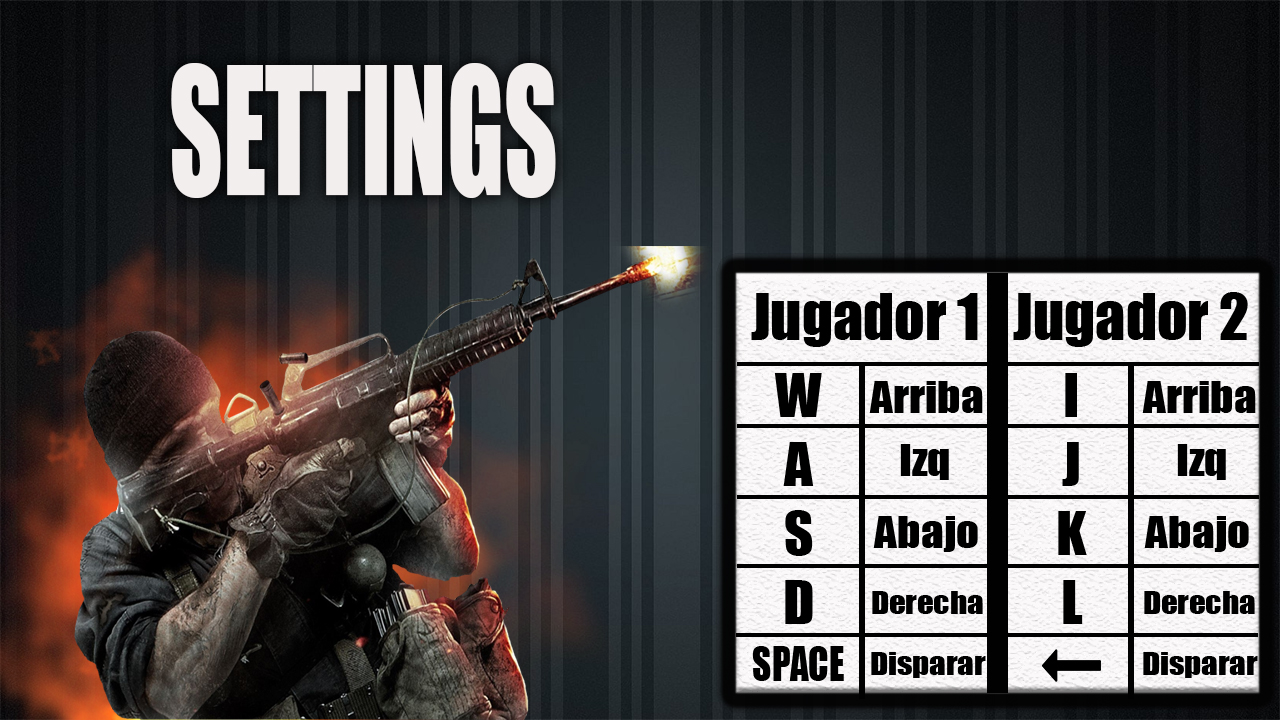 SETTINGS
Jugador 1 Jugador 2
W Arriba I Arriba
A Izq J Izq
S Abajo K Abajo
D Derecha L Derecha
SPACE Disparar ← Disparar